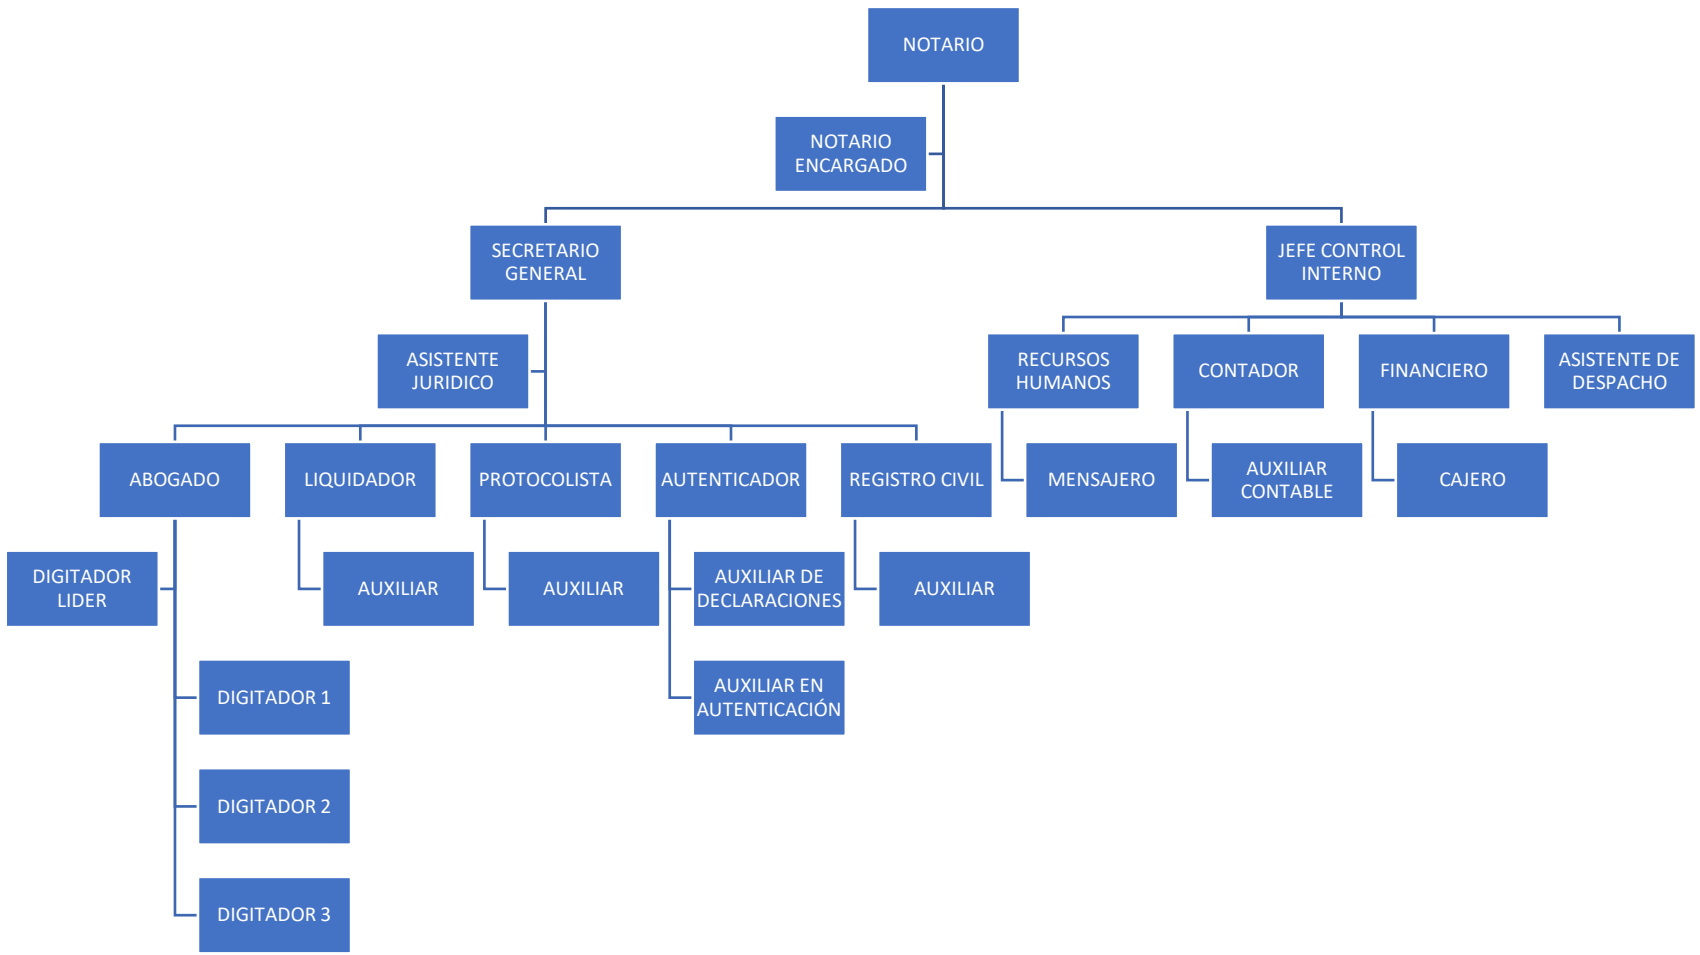 NOTARIO
NOTARIO
ENCARGADO
SECRETARIO
GENERAL
JEFE CONTROL
INTERNO
ASISTENTE
JURIDICO
RECURSOS
HUMANOS
CONTADOR
FINANCIERO
ASISTENTE DE
DESPACHO
ABOGADO
LIQUIDADOR
PROTOCOLISTA
AUTENTICADOR
REGISTRO CIVIL
MENSAJERO
AUXILIAR
CONTABLE
CAJERO
DIGITADOR
LIDER
AUXILIAR
AUXILIAR
AUXILIAR DE
DECLARACIONES
AUXILIAR
DIGITADOR 1
AUXILIAR EN
AUTENTICACIÓN
DIGITADOR 2
DIGITADOR 3